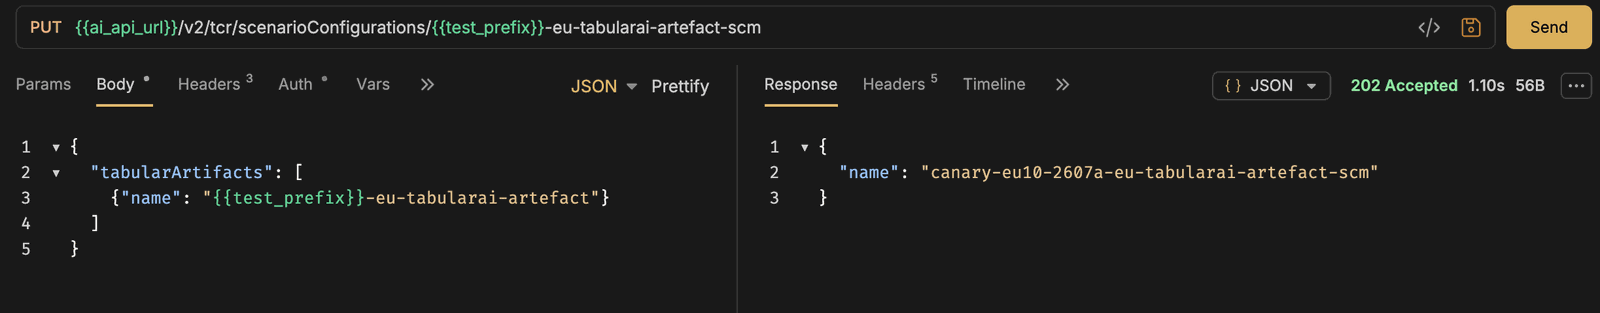 PUT {{ai_api_url}}/v2/tcr/scenarioConfigurations/{{test_prefix}}-eu-tabularai-artefact-scm </> Send
Params Body Headers 3 Auth Vars >> JSON Prettify
1 {
2 "tabularArtifacts": [
3 {"name": "{{test_prefix}}-eu-tabularai-artefact"}
4 ]
5 }
Response Headers 5 Timeline >> {} JSON 202 Accepted 1.10s 56B ...
1 {
2 "name": "canary-eu10-2607a-eu-tabularai-artefact-scm"
3 }